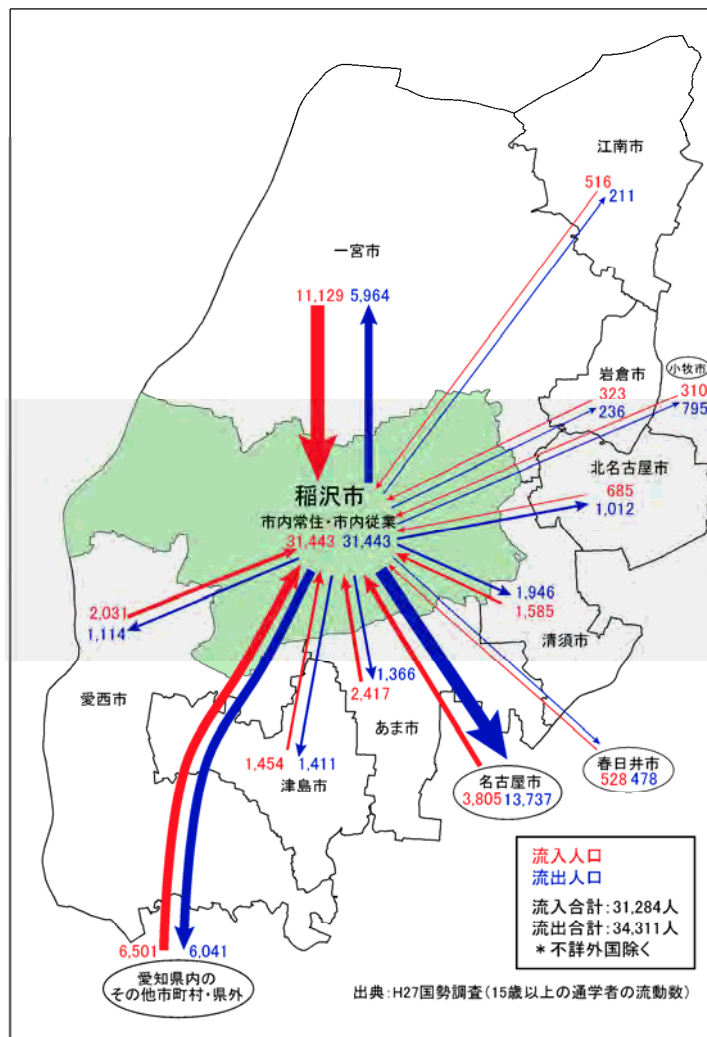 江南市
516
211
一宮市
11,129 5,964
岩倉市
323
236
小牧市
310
795
北名古屋市
685
1,012
稲沢市
市内常住・市内従業
31,443 31,443
1,946
1,585
清須市
2,031
1,114
愛西市
1,366
2,417
あま市
1,454 1,411
津島市
名古屋市
3,805 13,737
春日井市
528 478
6,501 6,041
愛知県内の
その他市町村・県外
流入人口
流出人口
流入合計:31,284人
流出合計:34,311人
*不詳外国除く
出典:H27国勢調査(15歳以上の通学者の流動数)